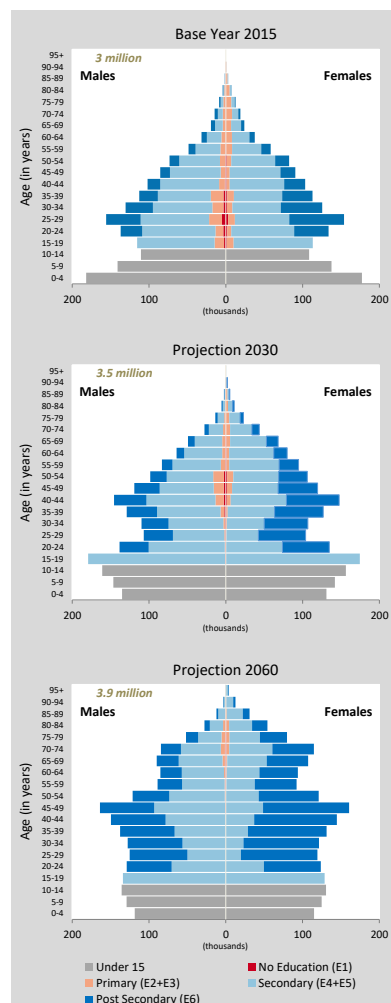 Base Year 2015
3 million
Males
Females
Age (in years)
95+
90-94
85-89
80-84
75-79
70-74
65-69
60-64
55-59
50-54
45-49
40-44
35-39
30-34
25-29
20-24
15-19
10-14
5-9
0-4
200 100 0 100 200
(thousands)
Projection 2030
3.5 million
Males
Females
Age (in years)
95+
90-94
85-89
80-84
75-79
70-74
65-69
60-64
55-59
50-54
45-49
40-44
35-39
30-34
25-29
20-24
15-19
10-14
5-9
0-4
200 100 0 100 200
(thousands)
Projection 2060
3.9 million
Males
Females
Age (in years)
95+
90-94
85-89
80-84
75-79
70-74
65-69
60-64
55-59
50-54
45-49
40-44
35-39
30-34
25-29
20-24
15-19
10-14
5-9
0-4
200 100 0 100 200
(thousands)
Under 15
No Education (E1)
Primary (E2+E3)
Secondary (E4+E5)
Post Secondary (E6)